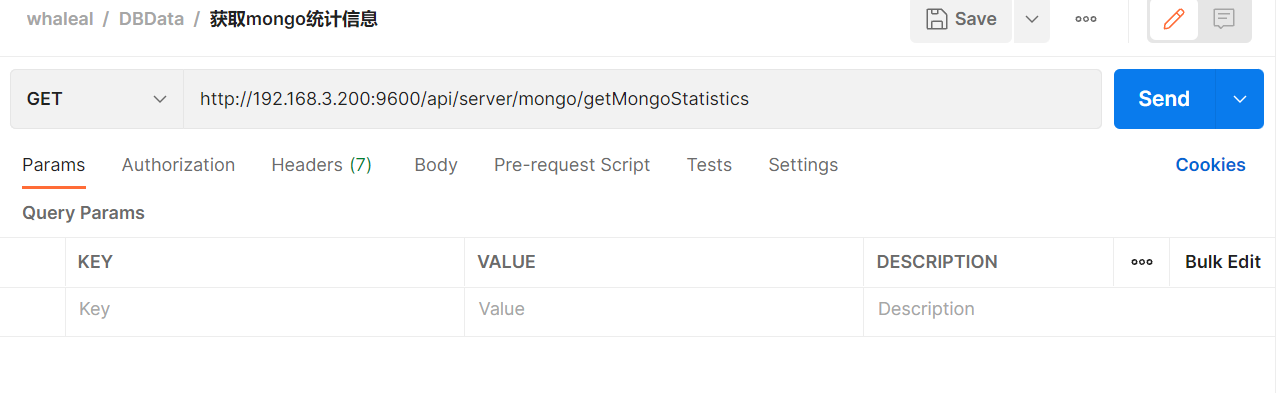 whaleal / DBData / 获取mongo统计信息 Save
GET http://192.168.3.200:9600/api/server/mongo/getMongoStatistics Send
Params Authorization Headers (7) Body Pre-request Script Tests Settings Cookies
Query Params
KEY VALUE DESCRIPTION Bulk Edit
Key Value Description